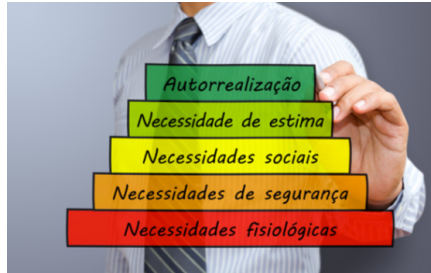 Autorrealização
Necessidade de estima
Necessidades sociais
Necessidades de segurança
Necessidades fisiológicas